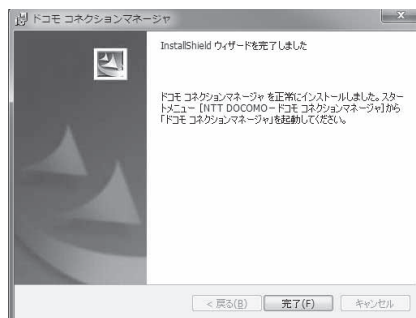 ドコモ コネクションマネージャ
InstallShield ウィザードを完了しました
ドコモ コネクションマネージャ を正常にインストールしました。スター
トメニュー [NTT DOCOMO－ドコモ コネクションマネージャ]から
「ドコモ コネクションマネージャ」を起動してください。
< 戻る(B)
完了(F)
キャンセル